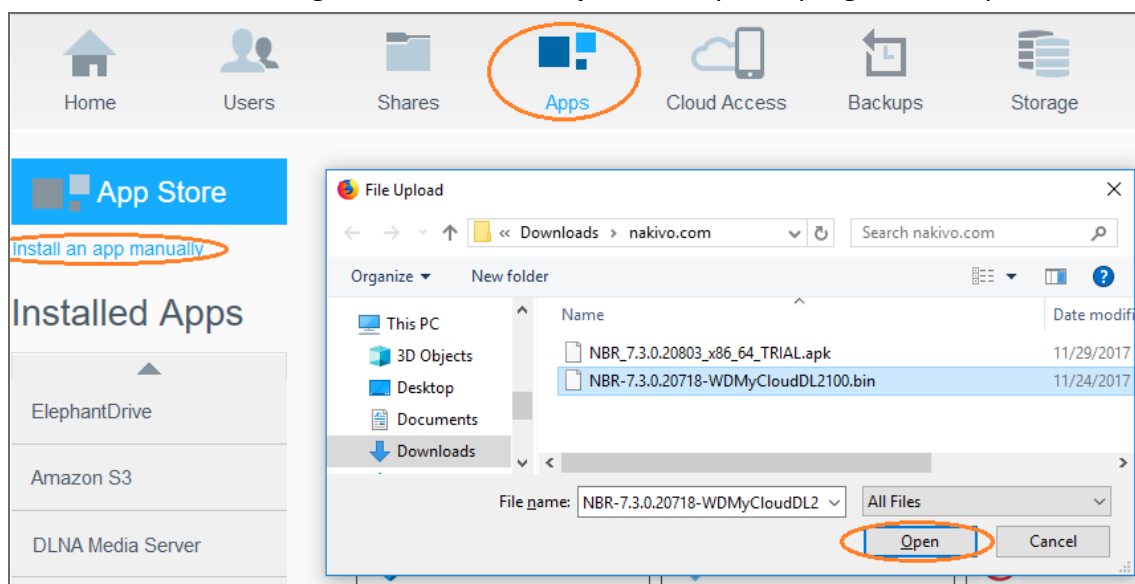 Home Users Shares Apps Cloud Access Backups Storage
App Store
Install an app manually
Installed Apps
ElephantDrive
Amazon S3
DLNA Media Server
File Upload
« Downloads › nakivo.com
Search nakivo.com
Organize New folder
This PC
3D Objects
Desktop
Documents
Downloads
Name Date modifi
NBR_7.3.0.20803_x86_64_TRIAL.apk 11/29/2017
NBR-7.3.0.20718-WDMyCloudDL2100.bin 11/24/2017
File name: NBR-7.3.0.20718-WDMyCloudDL2 All Files
Open Cancel